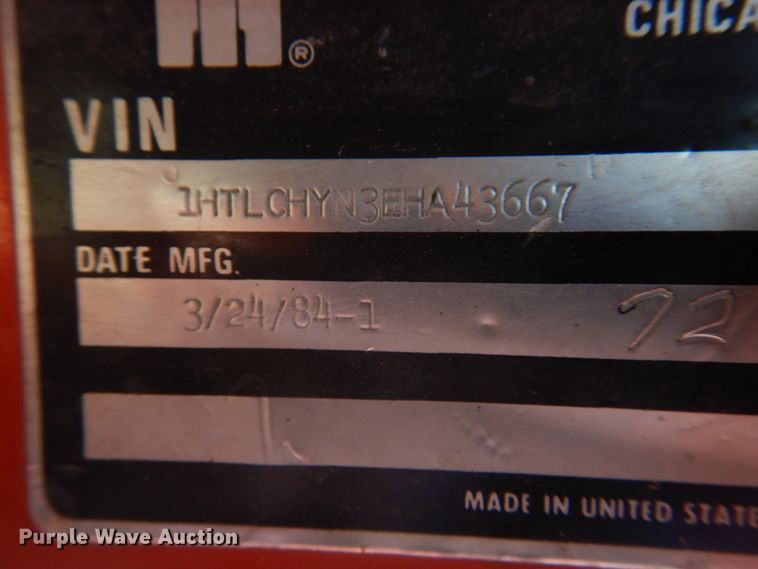 CHICA
®
VIN
1HTLCHYN3EHA43667
DATE MFG.
3/24/84-1 72
MADE IN UNITED STATE
Purple Wave Auction